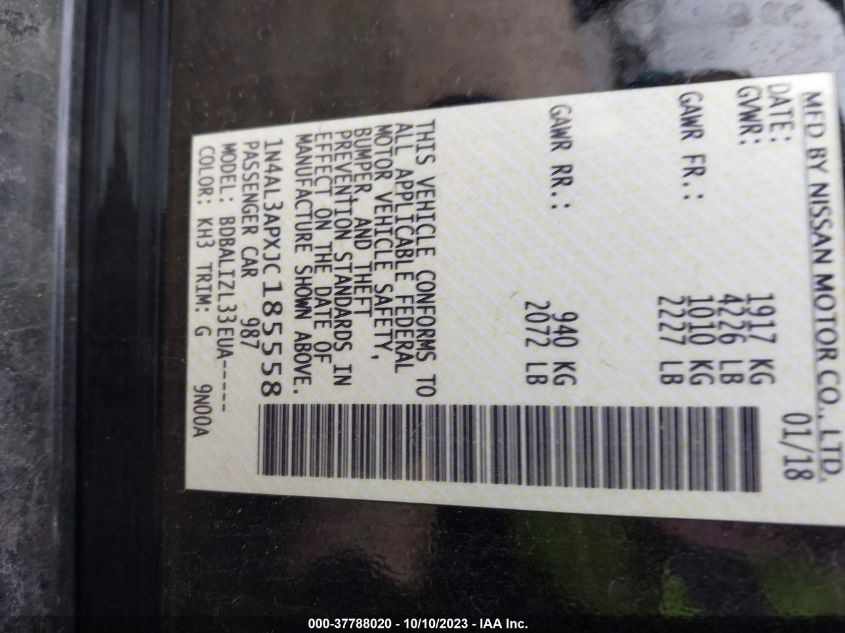 MFD BY NISSAN MOTOR CO., LTD.
DATE: 01/18
GVWR: 1917 KG
4226 LB
GAWR FR.: 1010 KG
2227 LB
GAWR RR.: 940 KG
2072 LB
THIS VEHICLE CONFORMS TO
ALL APPLICABLE FEDERAL
MOTOR VEHICLE SAFETY,
BUMPER, AND THEFT
PREVENTION STANDARDS IN
EFFECT ON THE DATE OF
MANUFACTURE SHOWN ABOVE.
1N4AL3APXJC185558
PASSENGER CAR 987
MODEL: BDBALIZL33EUA-----
COLOR: KH3 TRIM: G 9N00A
000-37788020 - 10/10/2023 - IAA Inc.